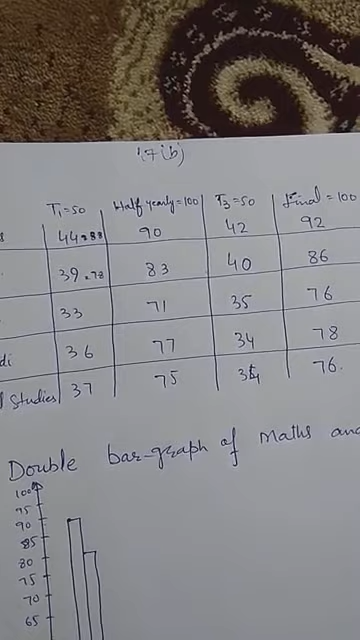 7(b)
T₁=50 Half yearly=100 T₃=50 Final=100
s 44=88 90 42 92
39=78 83 40 86
33 71 35 76
di 36 77 34 78
l Studies 37 75 76.
Double bar-graph of Maths and
100
95
90
85
80
75
70
65